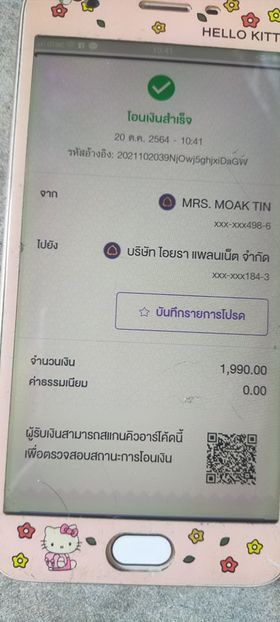 HELLO KITT
10:41
โอนเงินสำเร็จ
20 ต.ค. 2564 - 10:41
รหัสอ้างอิง: 2021102039NjOwj5ghjxiDaGW
จาก
MRS. MOAK TIN
xxx-xxx498-6
ไปยัง
บริษัท ไอยรา แพลนเน็ต จำกัด
xxx-xxx184-3
บันทึกรายการโปรด
จำนวนเงิน 1,990.00
ค่าธรรมเนียม 0.00
ผู้รับเงินสามารถสแกนคิวอาร์โค้ดนี้
เพื่อตรวจสอบสถานะการโอนเงิน